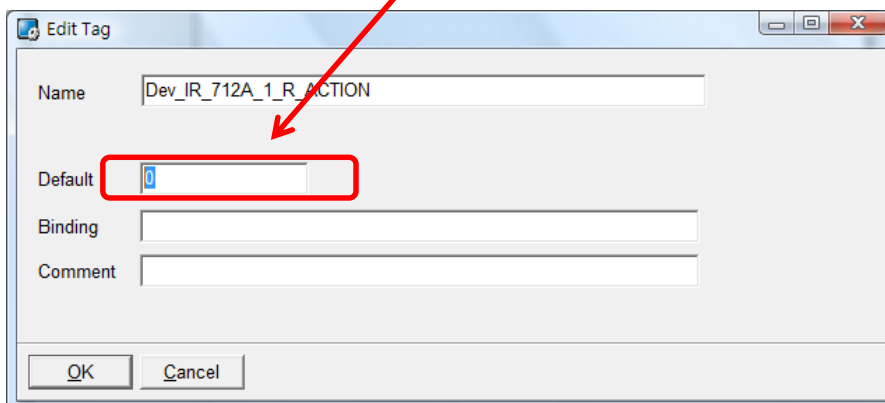 Edit Tag
Name Dev_IR_712A_1_R_ACTION
Default 0
Binding
Comment
OK Cancel